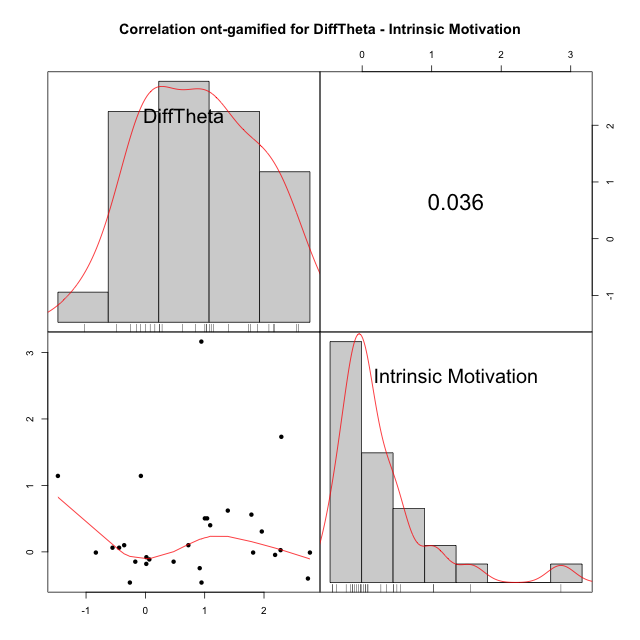 Correlation ont-gamified for DiffTheta - Intrinsic Motivation
0 1 2 3
DiffTheta
0.036
2
1
0
-1
Intrinsic Motivation
3
2
1
0
-1 0 1 2